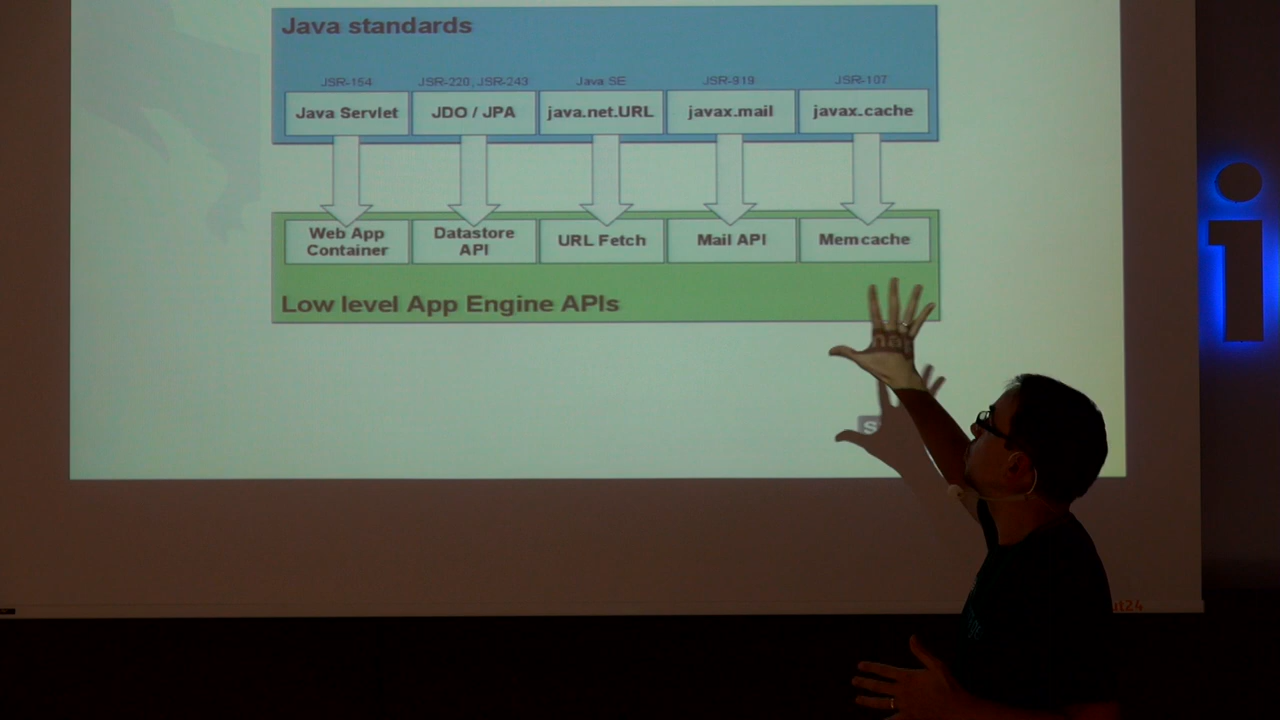 Java standards
JSR-154 JSR-220, JSR-243 Java SE JSR-919 JSR-107
Java Servlet JDO / JPA java.net.URL javax.mail javax.cache
Web App Container Datastore API URL Fetch Mail API Memcache
Low level App Engine APIs
i